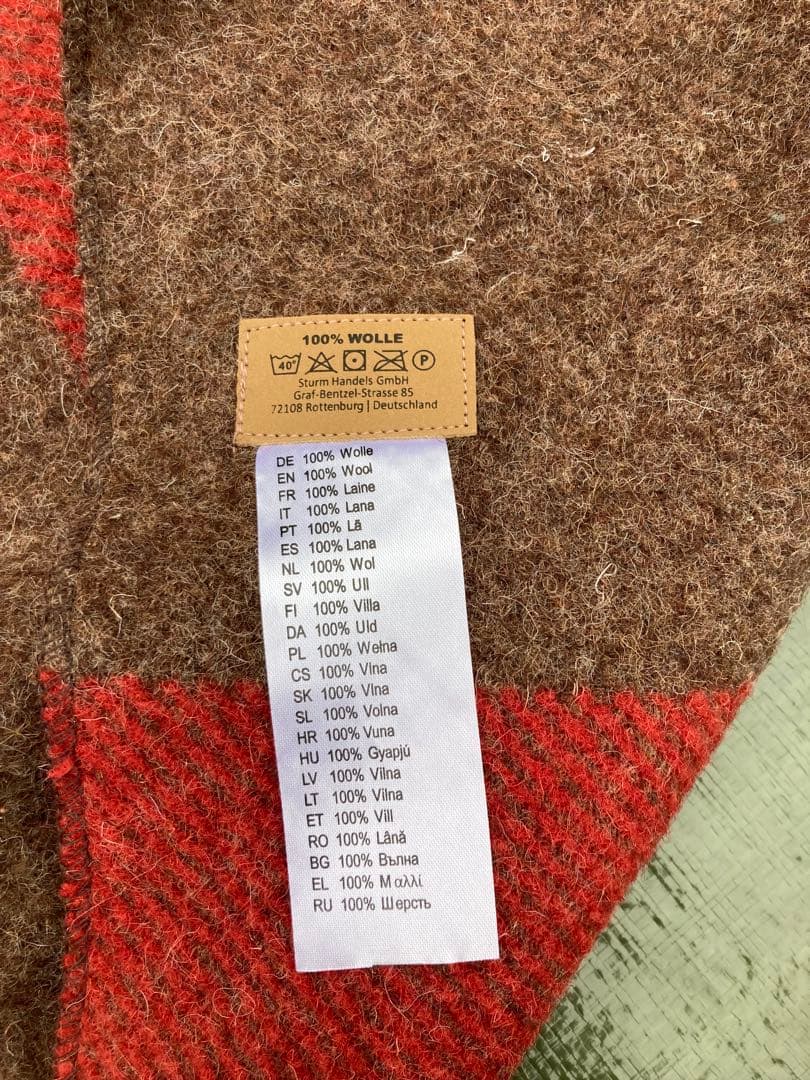 100% WOLLE
40° P
Sturm Handels GmbH
Graf-Bentzel-Strasse 85
72108 Rottenburg | Deutschland
DE 100% Wolle
EN 100% Wool
FR 100% Laine
IT 100% Lana
PT 100% Lã
ES 100% Lana
NL 100% Wol
SV 100% Ull
FI 100% Villa
DA 100% Uld
PL 100% Wełna
CS 100% Vlna
SK 100% Vlna
SL 100% Volna
HR 100% Vuna
HU 100% Gyapjú
LV 100% Vilna
LT 100% Vilna
ET 100% Vill
RO 100% Lână
BG 100% Вълна
EL 100% Μαλλί
RU 100% Шерсть